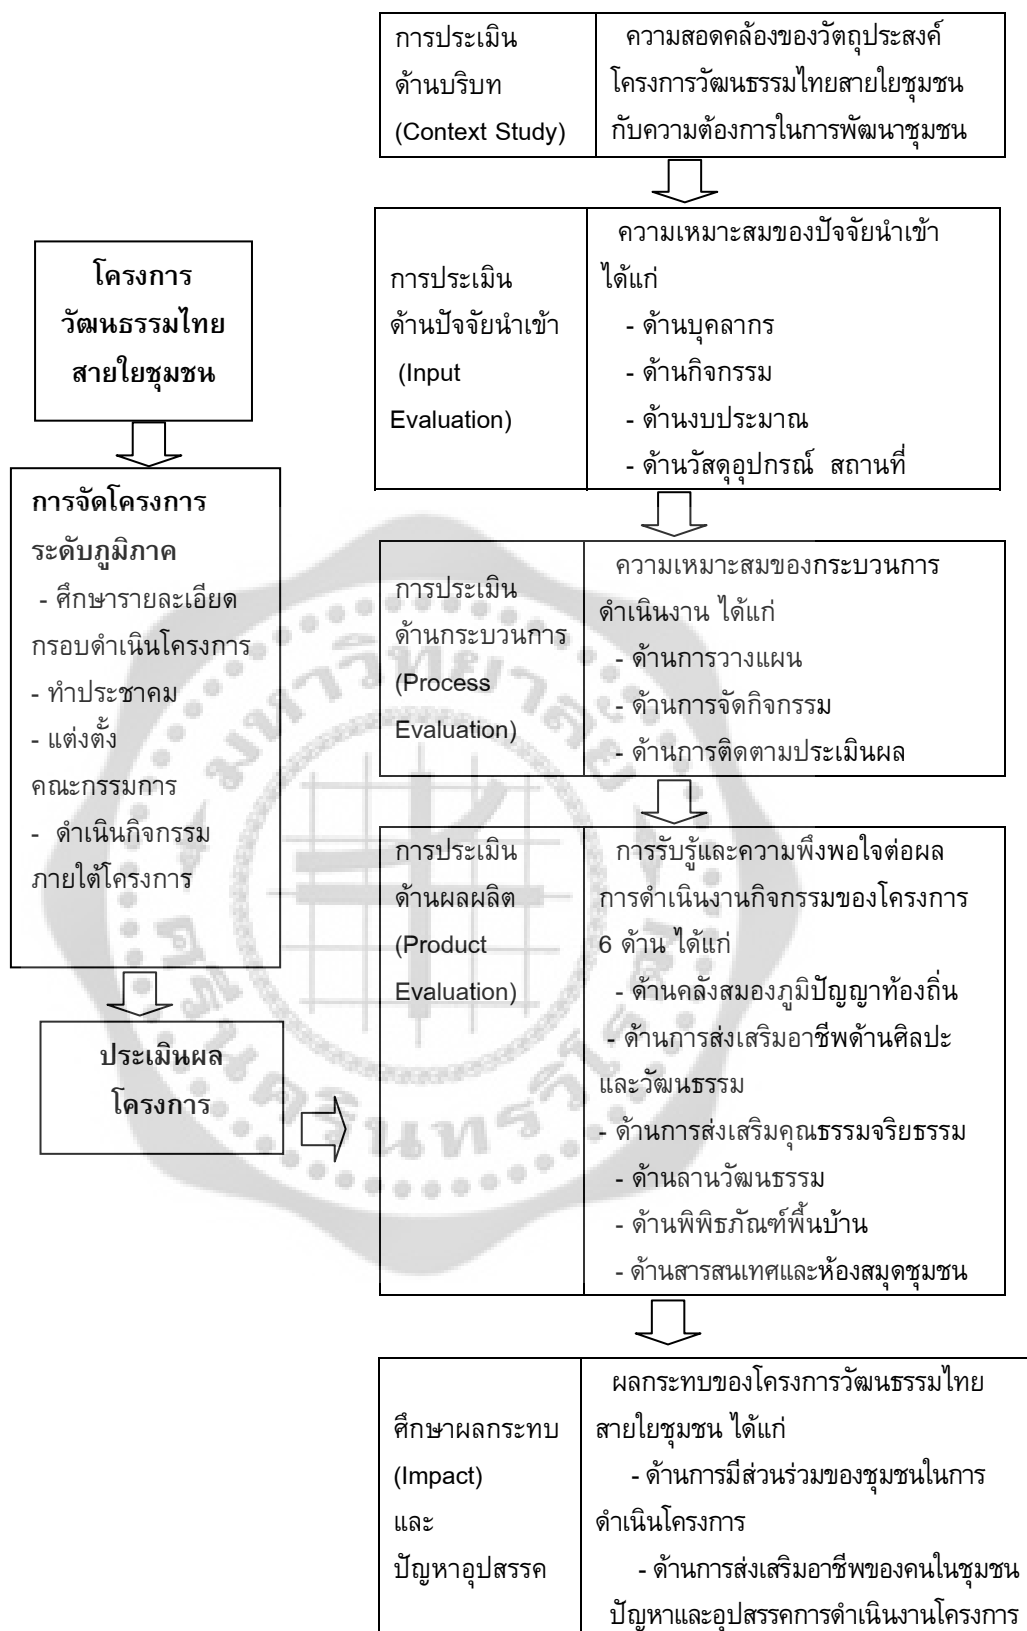 โครงการ
วัฒนธรรมไทย
สายใยชุมชน
การจัดโครงการ
ระดับภูมิภาค
- ศึกษารายละเอียด
กรอบดำเนินโครงการ
- ทำประชาคม
- แต่งตั้ง
คณะกรรมการ
- ดำเนินกิจกรรม
ภายใต้โครงการ
ประเมินผล
โครงการ
การประเมิน
ด้านบริบท
(Context Study)
ความสอดคล้องของวัตถุประสงค์
โครงการวัฒนธรรมไทยสายใยชุมชน
กับความต้องการในการพัฒนาชุมชน
การประเมิน
ด้านปัจจัยนำเข้า
(Input
Evaluation)
ความเหมาะสมของปัจจัยนำเข้า
ได้แก่
- ด้านบุคลากร
- ด้านกิจกรรม
- ด้านงบประมาณ
- ด้านวัสดุอุปกรณ์ สถานที่
การประเมิน
ด้านกระบวนการ
(Process
Evaluation)
ความเหมาะสมของกระบวนการ
ดำเนินงาน ได้แก่
- ด้านการวางแผน
- ด้านการจัดกิจกรรม
- ด้านการติดตามประเมินผล
การประเมิน
ด้านผลผลิต
(Product
Evaluation)
การรับรู้และความพึงพอใจต่อผล
การดำเนินงานกิจกรรมของโครงการ
6 ด้าน ได้แก่
- ด้านคลังสมองภูมิปัญญาท้องถิ่น
- ด้านการส่งเสริมอาชีพด้านศิลปะ
และวัฒนธรรม
- ด้านการส่งเสริมคุณธรรมจริยธรรม
- ด้านลานวัฒนธรรม
- ด้านพิพิธภัณฑ์พื้นบ้าน
- ด้านสารสนเทศและห้องสมุดชุมชน
ศึกษาผลกระทบ
(Impact)
และ
ปัญหาอุปสรรค
ผลกระทบของโครงการวัฒนธรรมไทย
สายใยชุมชน ได้แก่
- ด้านการมีส่วนร่วมของชุมชนในการ
ดำเนินโครงการ
- ด้านการส่งเสริมอาชีพของคนในชุมชน
ปัญหาและอุปสรรคการดำเนินงานโครงการ
มหาวิทยาลัย
ศรีนครินทรวิโรฒ